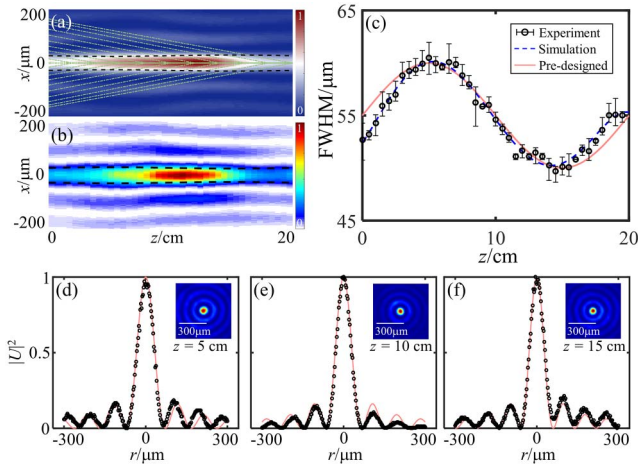 (a)
200
x/μm
0
-200
1
0
(b)
200
x/μm
0
-200
1
0
0
z/cm
20
(c)
65
55
45
FWHM/μm
Experiment
Simulation
Pre-designed
0
10
20
z/cm
(d)
1
0.5
0
|U|²
300μm
z = 5 cm
-300
0
300
r/μm
(e)
300μm
z = 10 cm
-300
0
300
r/μm
(f)
300μm
z = 15 cm
-300
0
300
r/μm